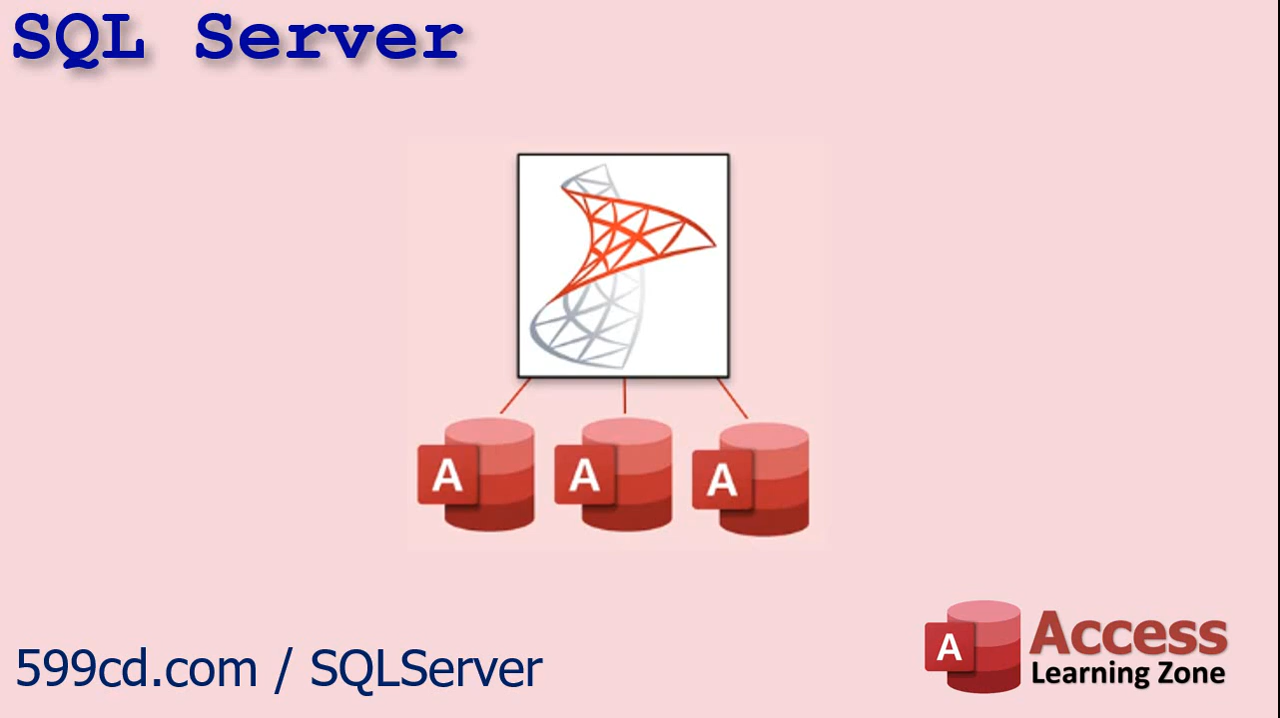 SQL Server
A A A
599cd.com / SQLServer
A Access
Learning Zone